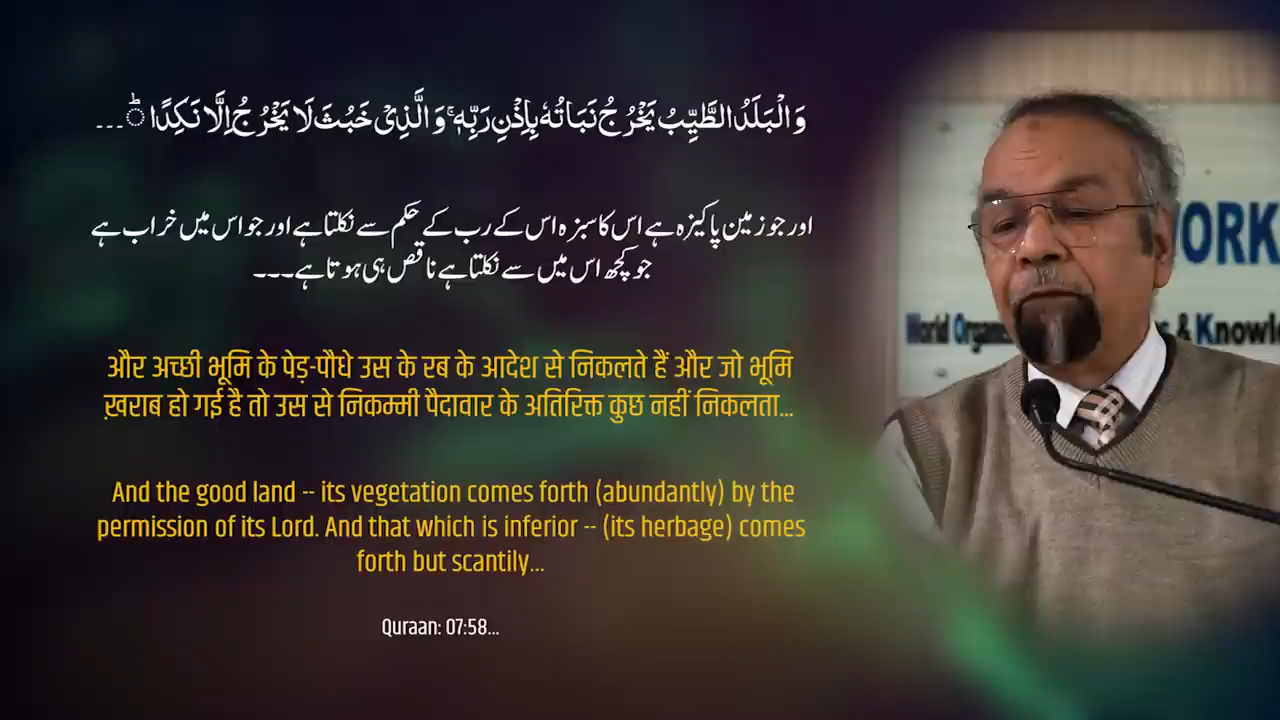 وَالْبَلَدُ الطَّيِّبُ يَخْرُجُ نَبَاتُهٗ بِاِذْنِ رَبِّهٖ ۚ وَ الَّذِیْ خَبُثَ لَا يَخْرُجُ اِلَّا نَكِدًا ؕ ...
اور جو زمین پاکیزہ ہے اس کا سبزہ اس کے رب کے حکم سے نکلتا ہے اور جو اس میں خراب ہے
جو کچھ اس میں سے نکلتا ہے ناقص ہی ہوتا ہے۔۔۔
और अच्छी भूमि के पेड़-पौधे उस के रब के आदेश से निकलते हैं और जो भूमि
ख़राब हो गई है तो उस से निकम्मी पैदावार के अतिरिक्त कुछ नहीं निकलता...
And the good land -- its vegetation comes forth (abundantly) by the
permission of its Lord. And that which is inferior -- (its herbage) comes
forth but scantily...
Quraan: 07:58...
ORK
World & Knowl